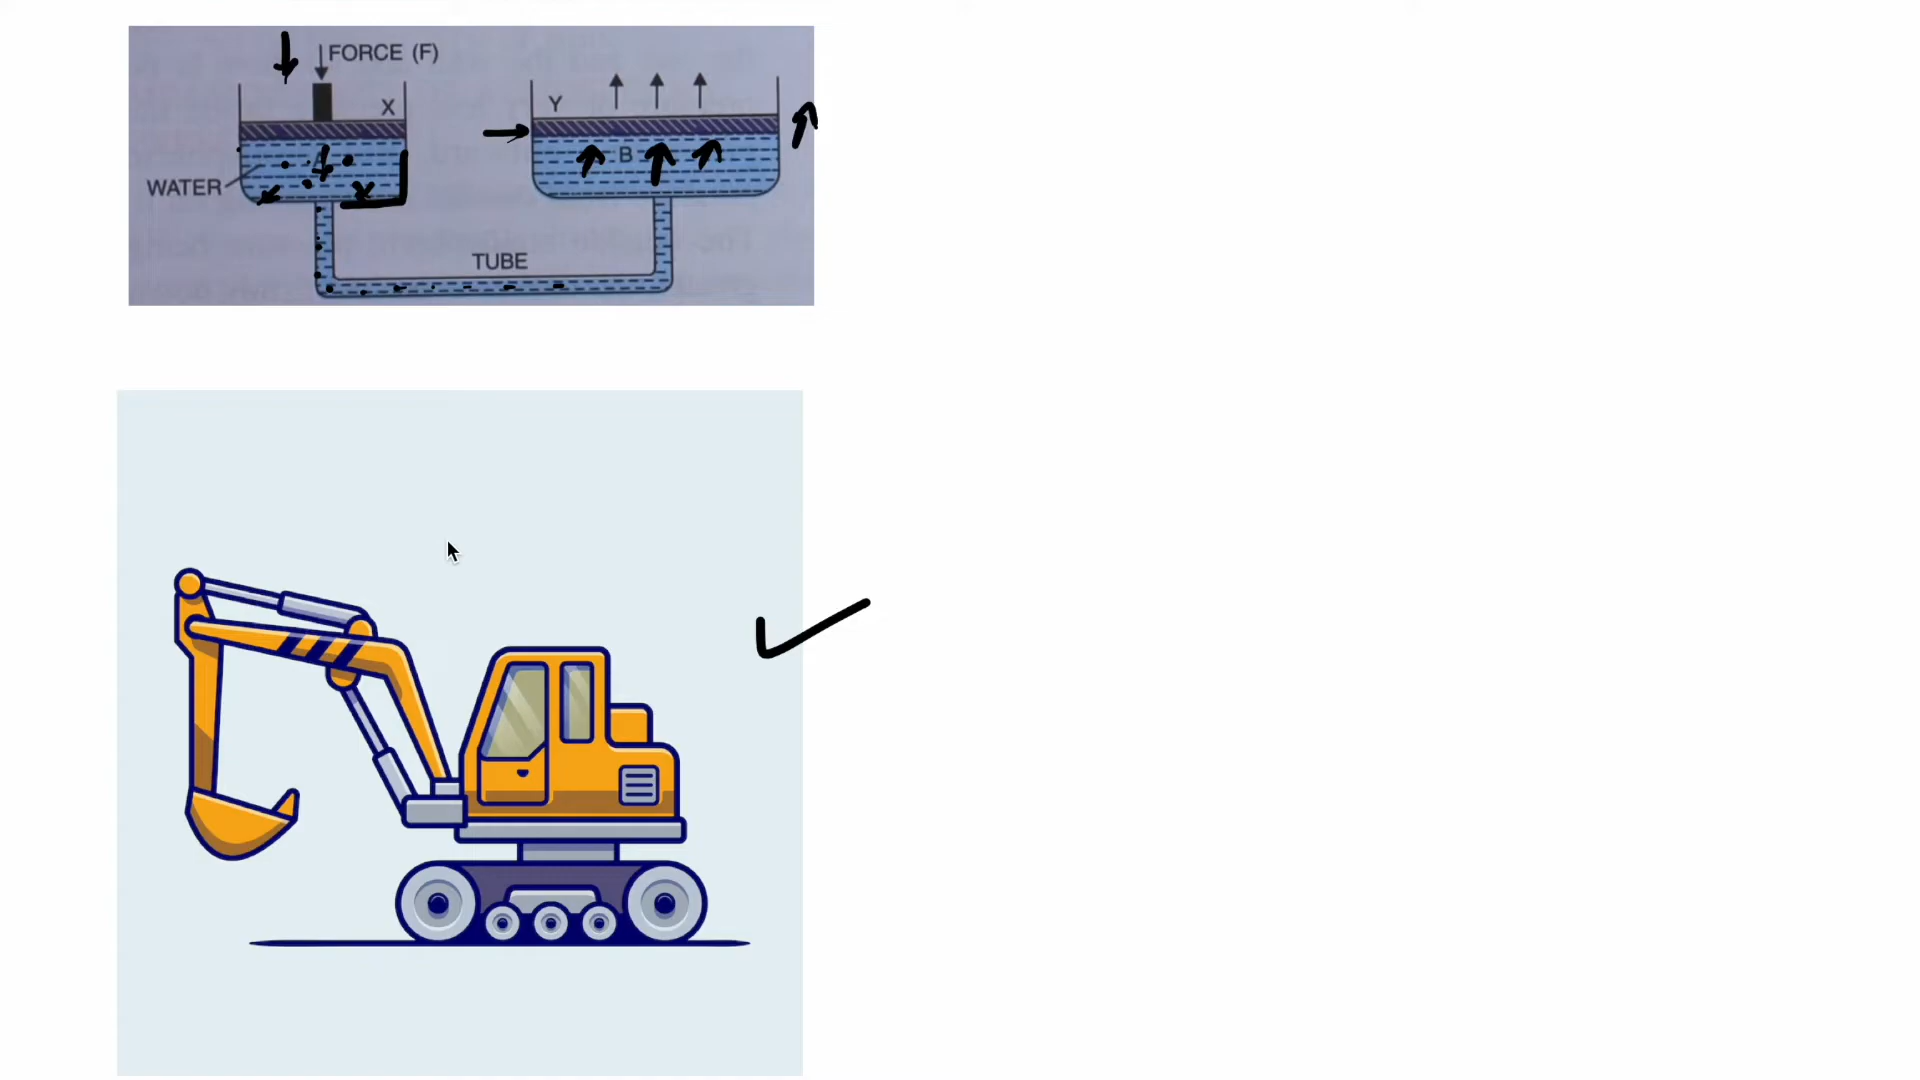 FORCE (F)
X
Y
B
WATER
TUBE